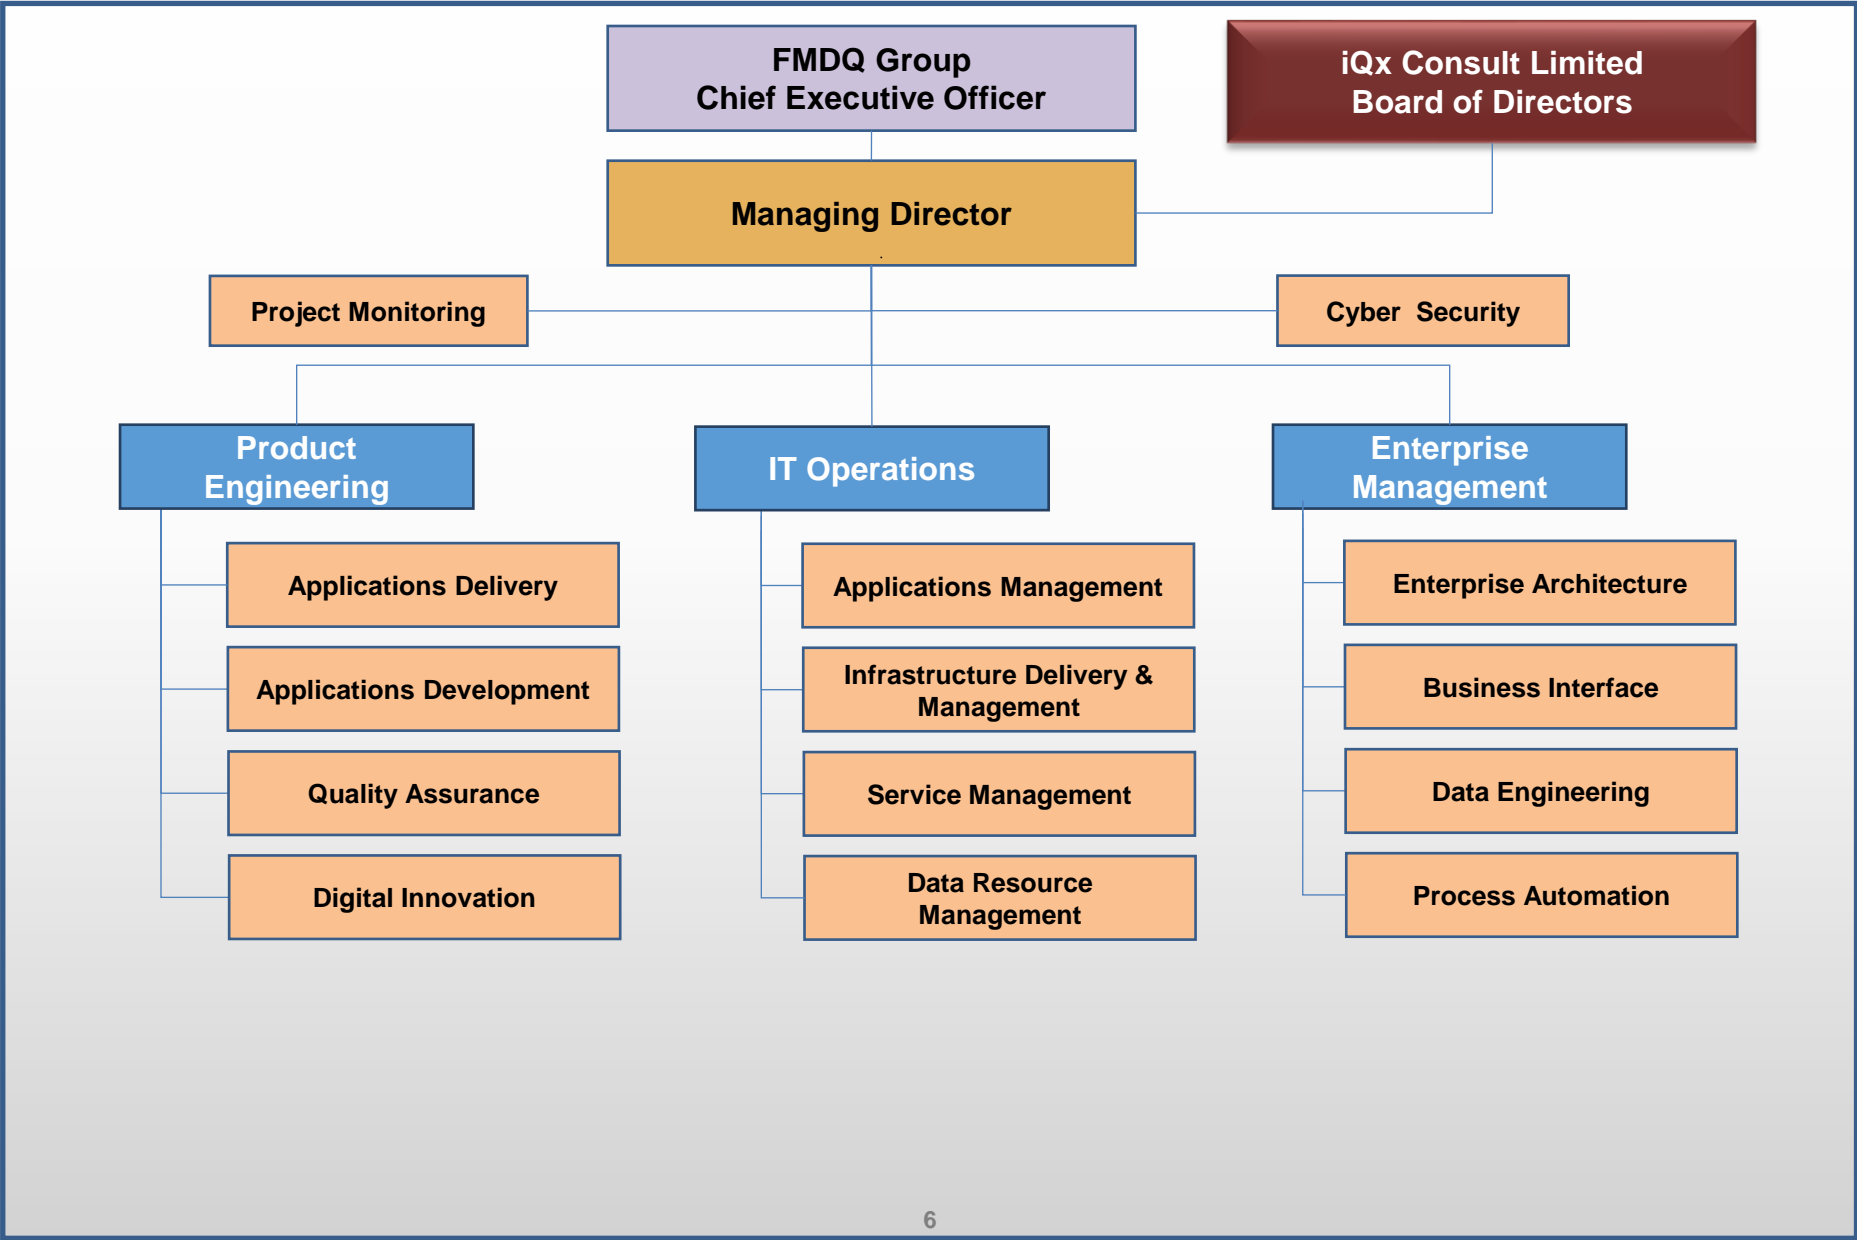 FMDQ Group
Chief Executive Officer
iQx Consult Limited
Board of Directors
Managing Director
.
Project Monitoring
Cyber  Security
Product
Engineering
IT Operations
Enterprise
Management
Applications Delivery
Applications Development
Quality Assurance
Digital Innovation
Applications Management
Infrastructure Delivery &
Management
Service Management
Data Resource
Management
Enterprise Architecture
Business Interface
Data Engineering
Process Automation
6